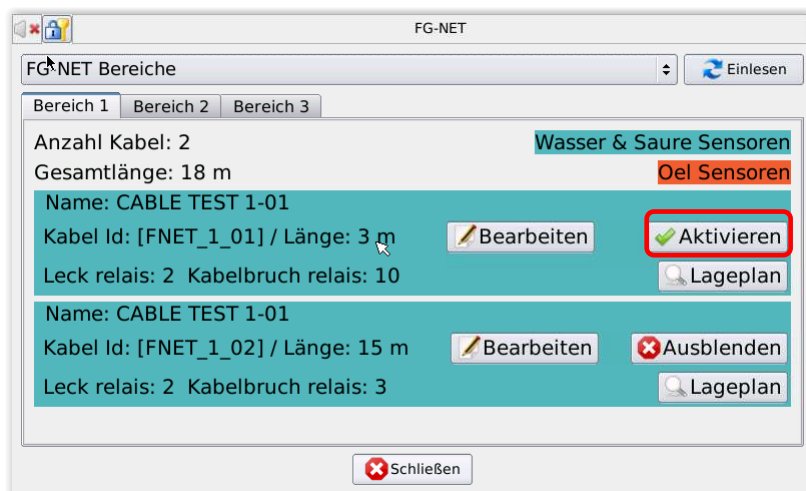 FG-NET
FG-NET Bereiche
Einlesen
Bereich 1 Bereich 2 Bereich 3
Anzahl Kabel: 2 Wasser & Saure Sensoren
Gesamtlänge: 18 m Oel Sensoren
Name: CABLE TEST 1-01
Kabel Id: [FNET_1_01] / Länge: 3 m Bearbeiten Aktivieren
Leck relais: 2 Kabelbruch relais: 10 Lageplan
Name: CABLE TEST 1-01
Kabel Id: [FNET_1_02] / Länge: 15 m Bearbeiten Ausblenden
Leck relais: 2 Kabelbruch relais: 3 Lageplan
Schließen